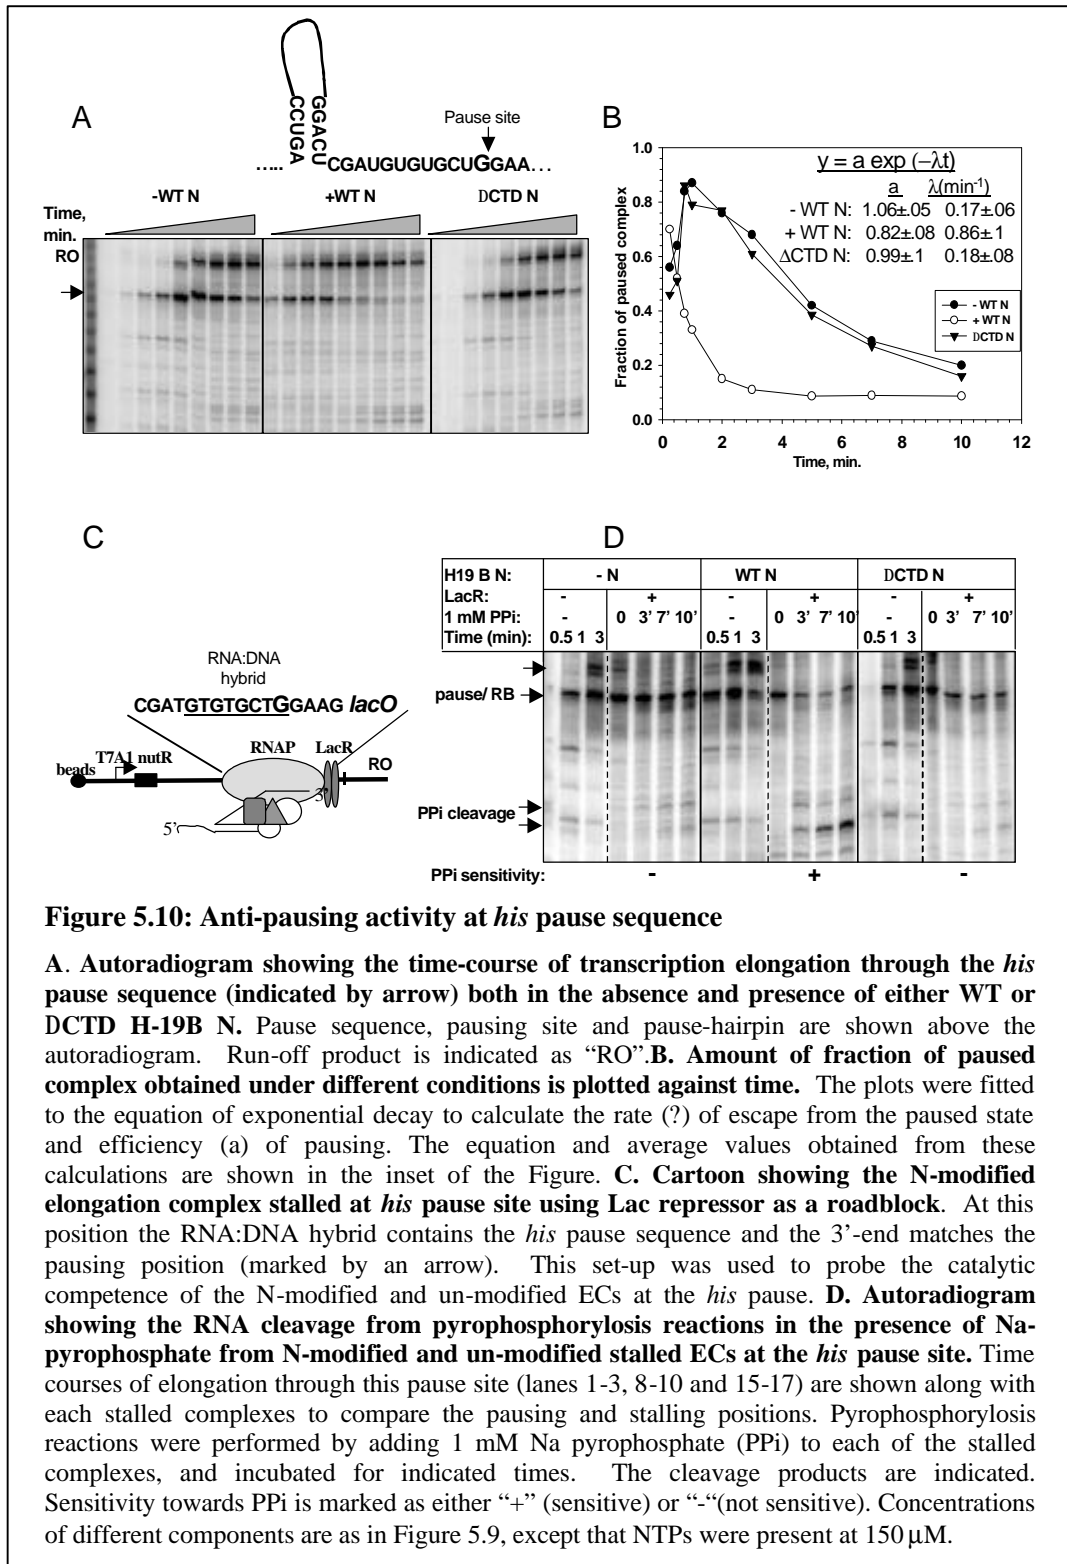 A
CCUGA
GGACU
Pause site
..... CGAUGUGUGCUGGAA...
-WT N
+WT N
DCTD N
Time,
min.
RO
B
Fraction of paused complex
1.0
0.8
0.6
0.4
0.2
0.0
y = a exp (−λt)
a λ(min-1)
- WT N: 1.06±.05 0.17±.06
+ WT N: 0.82±.08 0.86±1
ΔCTD N: 0.99±1 0.18±.08
- WT N
+ WT N
DCTD N
0 2 4 6 8 10 12
Time, min.
C
RNA:DNA
hybrid
CGATGTGTGCTGGAAG lacO
T7A1 nutR
RNAP
LacR
RO
beads
3'
5'
D
H19 B N: - N WT N DCTD N
LacR: - + - + - +
1 mM PPi: - 0 3' 7' 10' - 0 3' 7' 10' - 0 3' 7' 10'
Time (min): 0.5 1 3 0.5 1 3 0.5 1 3
pause/ RB
PPi cleavage
PPi sensitivity: - + -
Figure 5.10: Anti-pausing activity at his pause sequence
A. Autoradiogram showing the time-course of transcription elongation through the his
pause sequence (indicated by arrow) both in the absence and presence of either WT or
DCTD H-19B N. Pause sequence, pausing site and pause-hairpin are shown above the
autoradiogram. Run-off product is indicated as “RO”.B. Amount of fraction of paused
complex obtained under different conditions is plotted against time. The plots were fitted
to the equation of exponential decay to calculate the rate (?) of escape from the paused state
and efficiency (a) of pausing. The equation and average values obtained from these
calculations are shown in the inset of the Figure. C. Cartoon showing the N-modified
elongation complex stalled at his pause site using Lac repressor as a roadblock. At this
position the RNA:DNA hybrid contains the his pause sequence and the 3’-end matches the
pausing position (marked by an arrow). This set-up was used to probe the catalytic
competence of the N-modified and un-modified ECs at the his pause. D. Autoradiogram
showing the RNA cleavage from pyrophosphorylosis reactions in the presence of Na-
pyrophosphate from N-modified and un-modified stalled ECs at the his pause site. Time
courses of elongation through this pause site (lanes 1-3, 8-10 and 15-17) are shown along with
each stalled complexes to compare the pausing and stalling positions. Pyrophosphorylosis
reactions were performed by adding 1 mM Na pyrophosphate (PPi) to each of the stalled
complexes, and incubated for indicated times. The cleavage products are indicated.
Sensitivity towards PPi is marked as either “+” (sensitive) or “-“(not sensitive). Concentrations
of different components are as in Figure 5.9, except that NTPs were present at 150 µM.